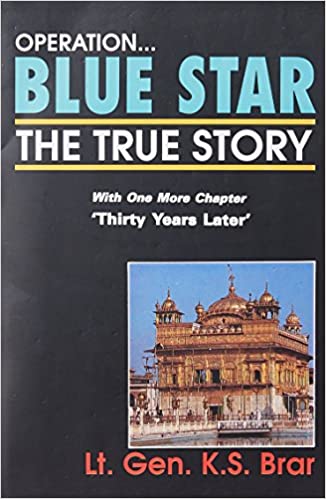 OPERATION...
BLUE STAR
THE TRUE STORY
With One More Chapter
‘Thirty Years Later’
Lt. Gen. K.S. Brar